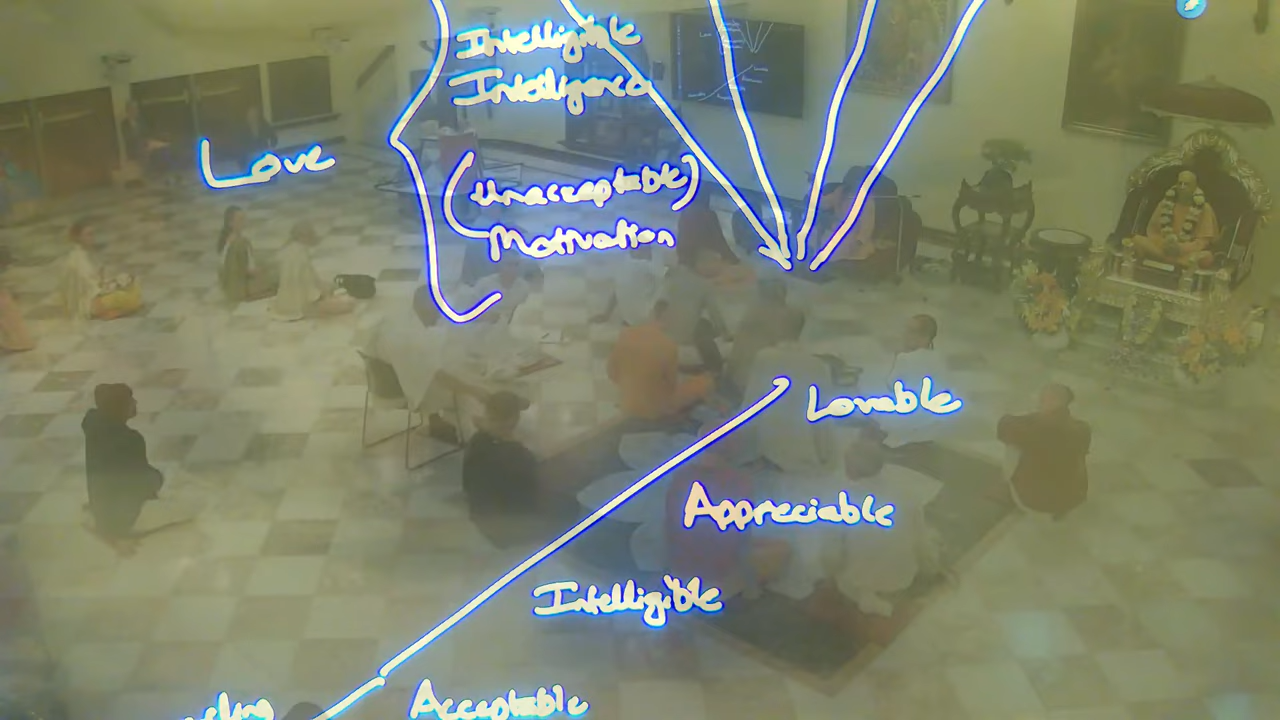 Intelligible
Intelligence
Love
(Unacceptable)
Motivation
Lovable
Appreciable
Intelligible
Acceptable